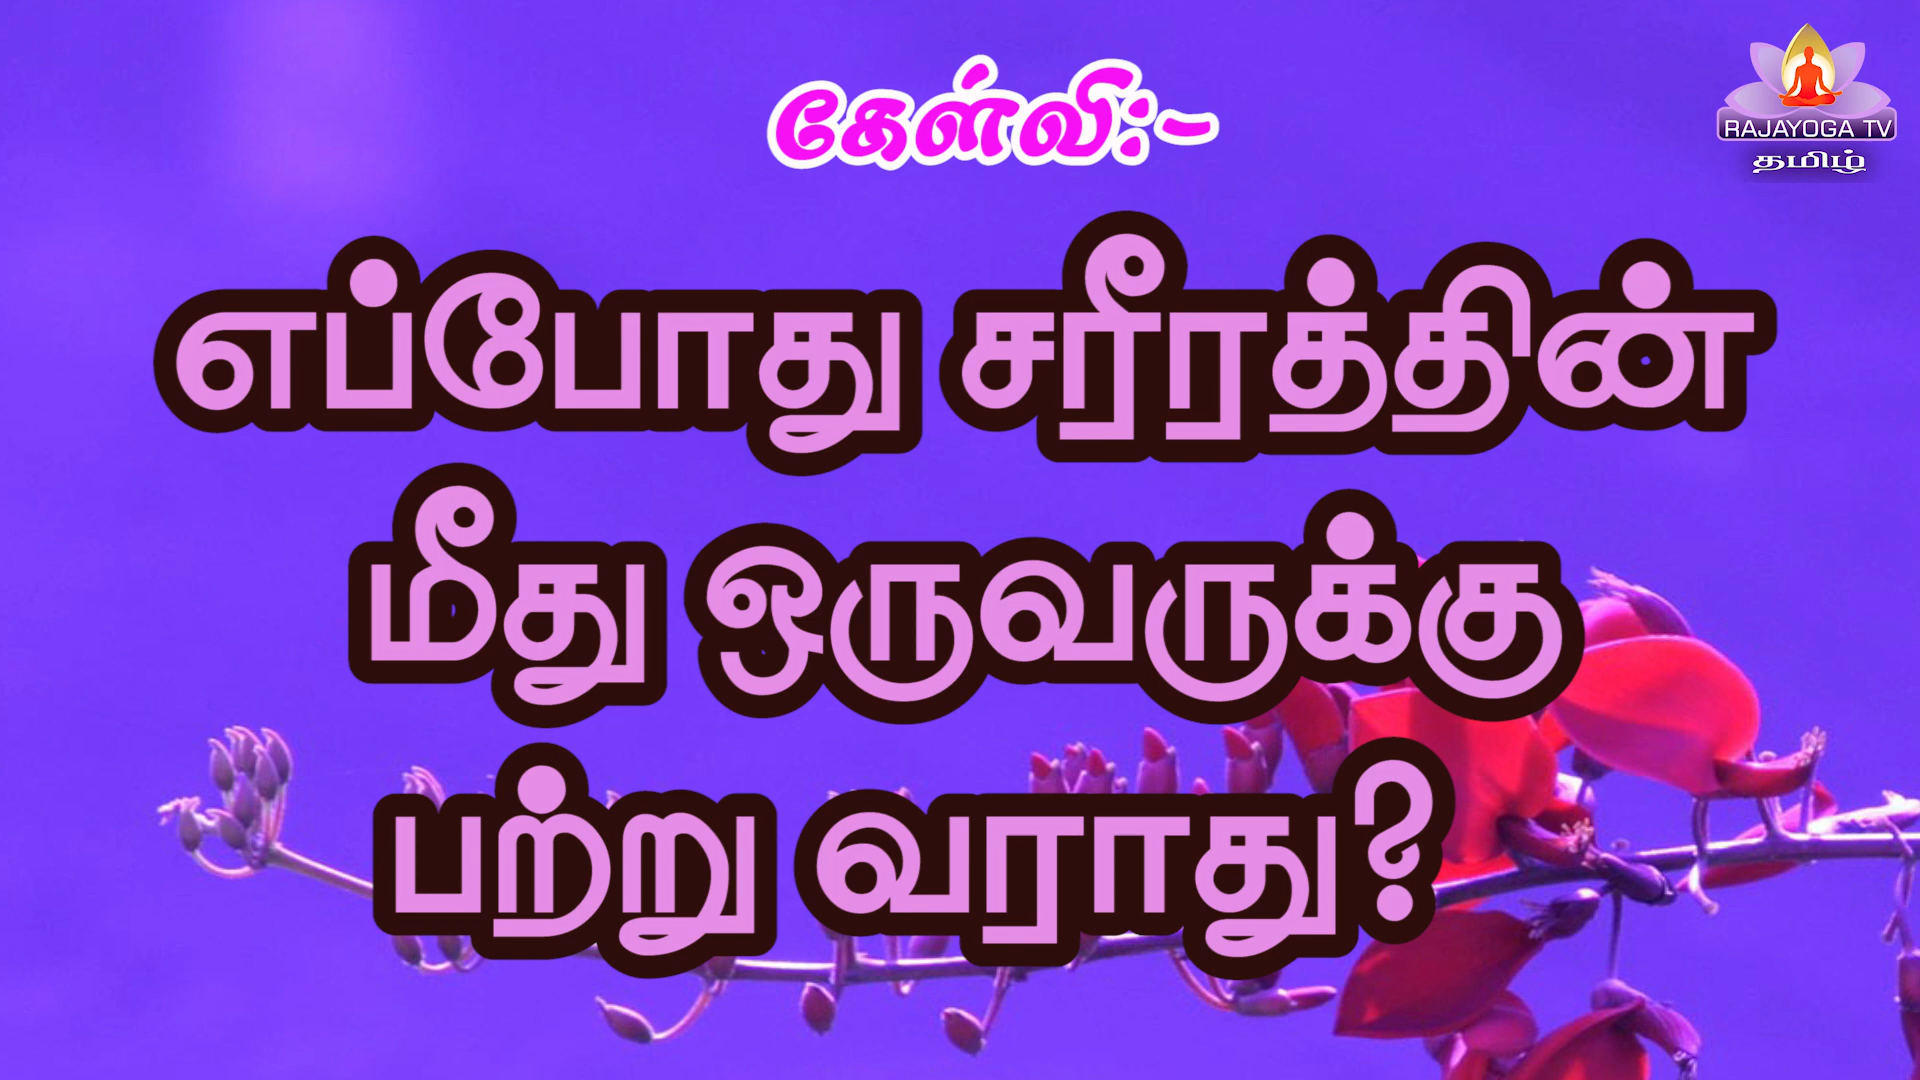 கேள்வி:-
RAJAYOGA TV
தமிழ்
எப்போது சரீரத்தின்
மீது ஒருவருக்கு
பற்று வராது?